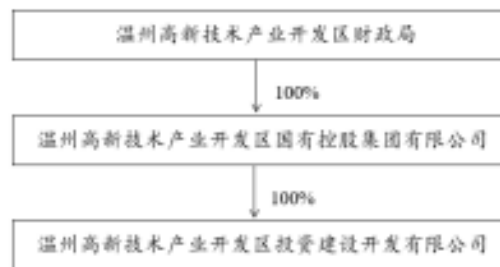 温州高新技术产业开发区财政局
100%
温州高新技术产业开发区国有控股集团有限公司
100%
温州高新技术产业开发区投资建设开发有限公司